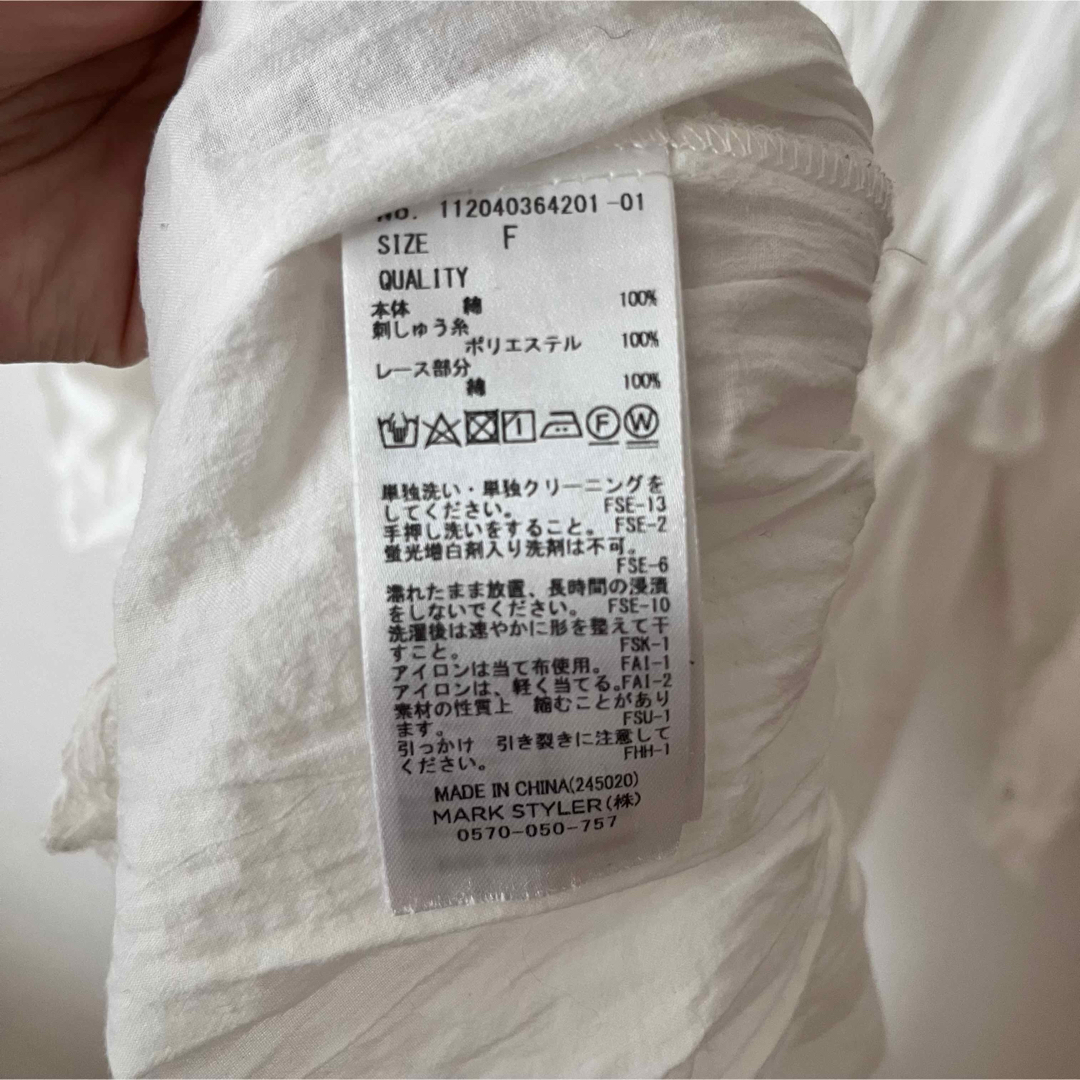 NO. 112040364201-01
SIZE F
QUALITY
本体 綿 100%
刺しゅう糸
ポリエステル 100%
レース部分
綿 100%
F W
単独洗い・単独クリーニングを
してください。 FSE-13
手押し洗いをすること。 FSE-2
蛍光増白剤入り洗剤は不可。
FSE-6
濡れたまま放置、長時間の浸漬
をしないでください。 FSE-10
洗濯後は速やかに形を整えて干
すこと。 FSK-1
アイロンは当て布使用。 FAI-1
アイロンは、軽く当てる。FAI-2
素材の性質上 縮むことがあり
ます。 FSU-1
引っかけ 引き裂きに注意して
ください。 FHH-1
MADE IN CHINA(245020)
MARK STYLER(株)
0570-050-757